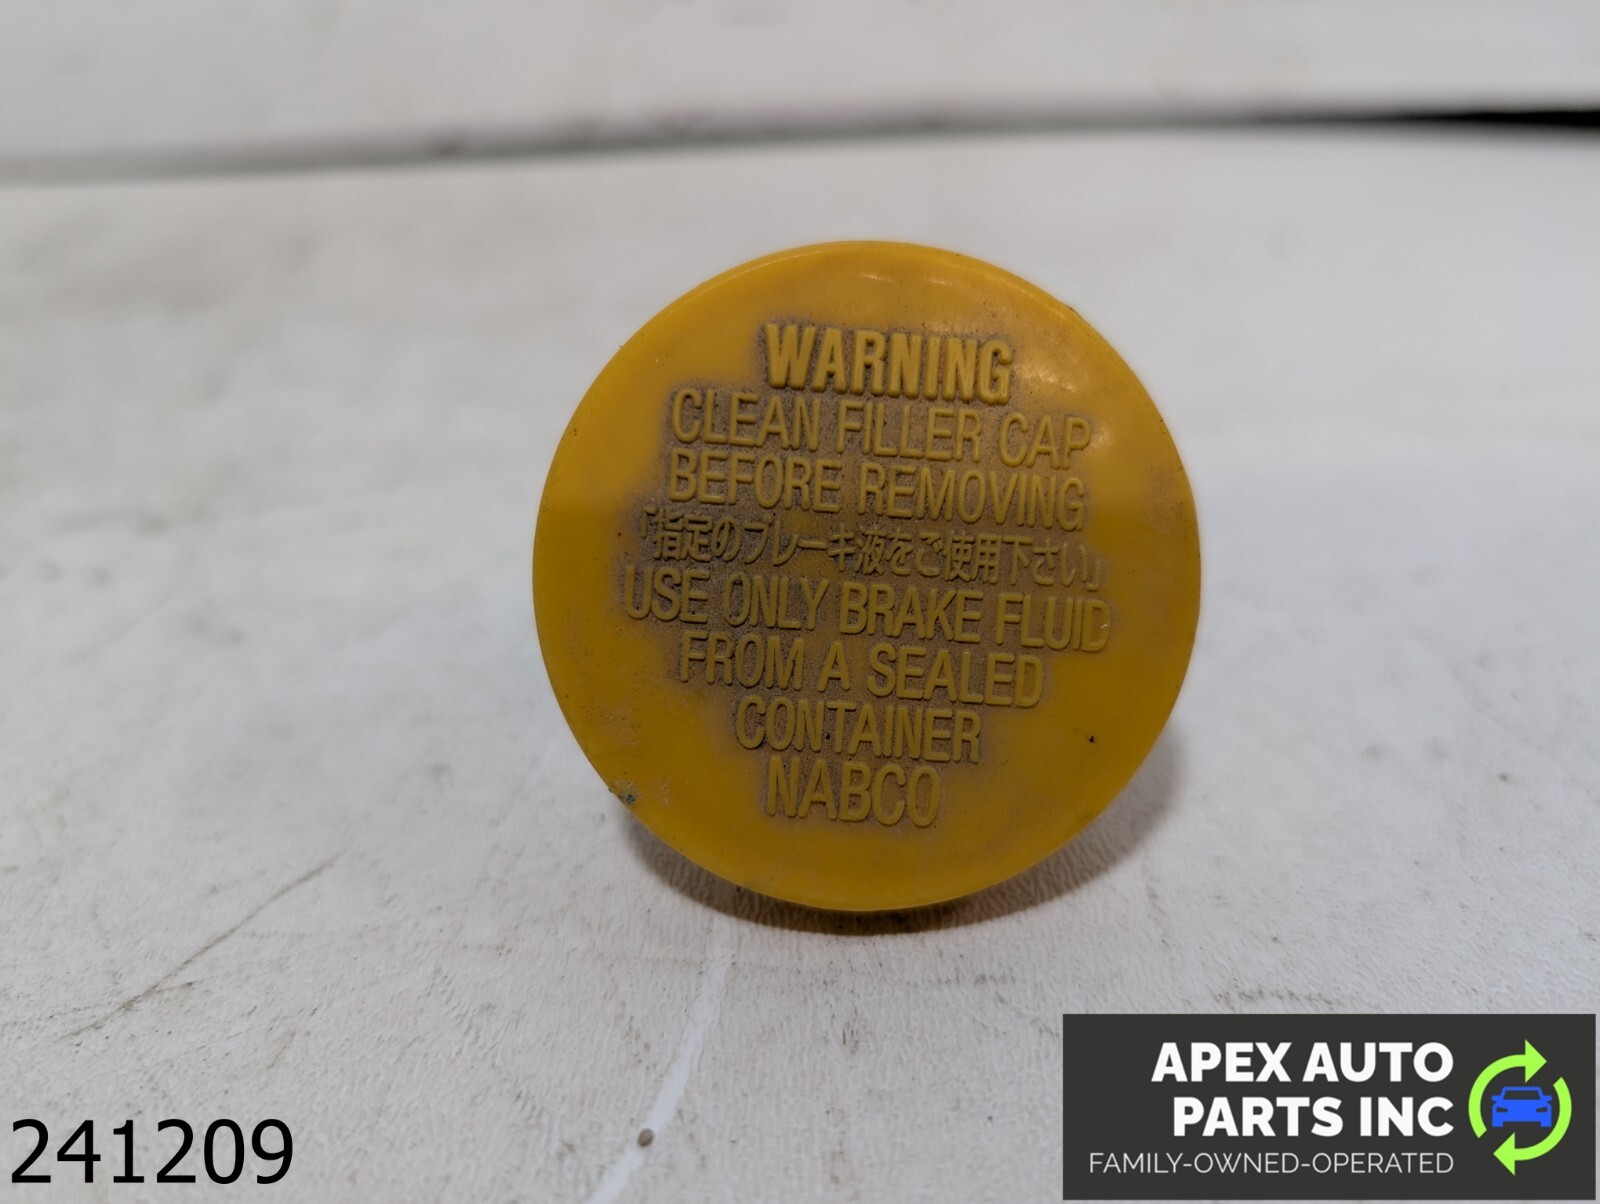 WARNING
CLEAN FILLER CAP
BEFORE REMOVING
「指定のブレーキ液をご使用下さい」
USE ONLY BRAKE FLUID
FROM A SEALED
CONTAINER
NABCO
241209
APEX AUTO
PARTS INC
FAMILY-OWNED-OPERATED